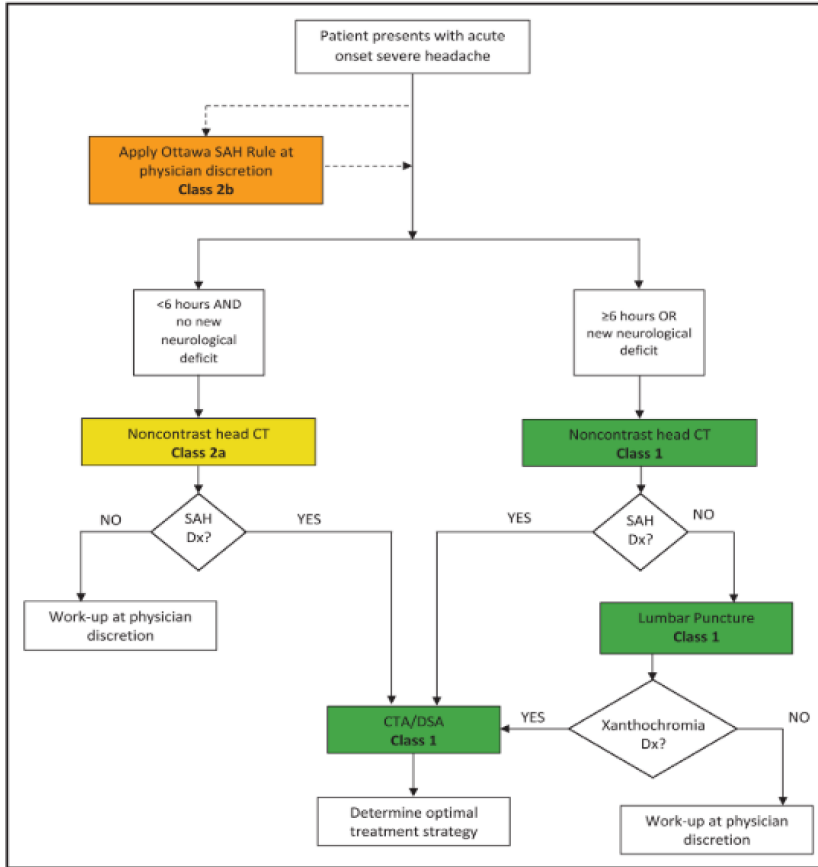 Patient presents with acute
onset severe headache
Apply Ottawa SAH Rule at
physician discretion
Class 2b
<6 hours AND
no new
neurological
deficit
≥6 hours OR
new neurological
deficit
Noncontrast head CT
Class 2a
Noncontrast head CT
Class 1
NO
SAH
Dx?
YES
YES
SAH
Dx?
NO
Work-up at physician
discretion
Lumbar Puncture
Class 1
CTA/DSA
Class 1
YES
Xanthochromia
Dx?
NO
Determine optimal
treatment strategy
Work-up at physician
discretion